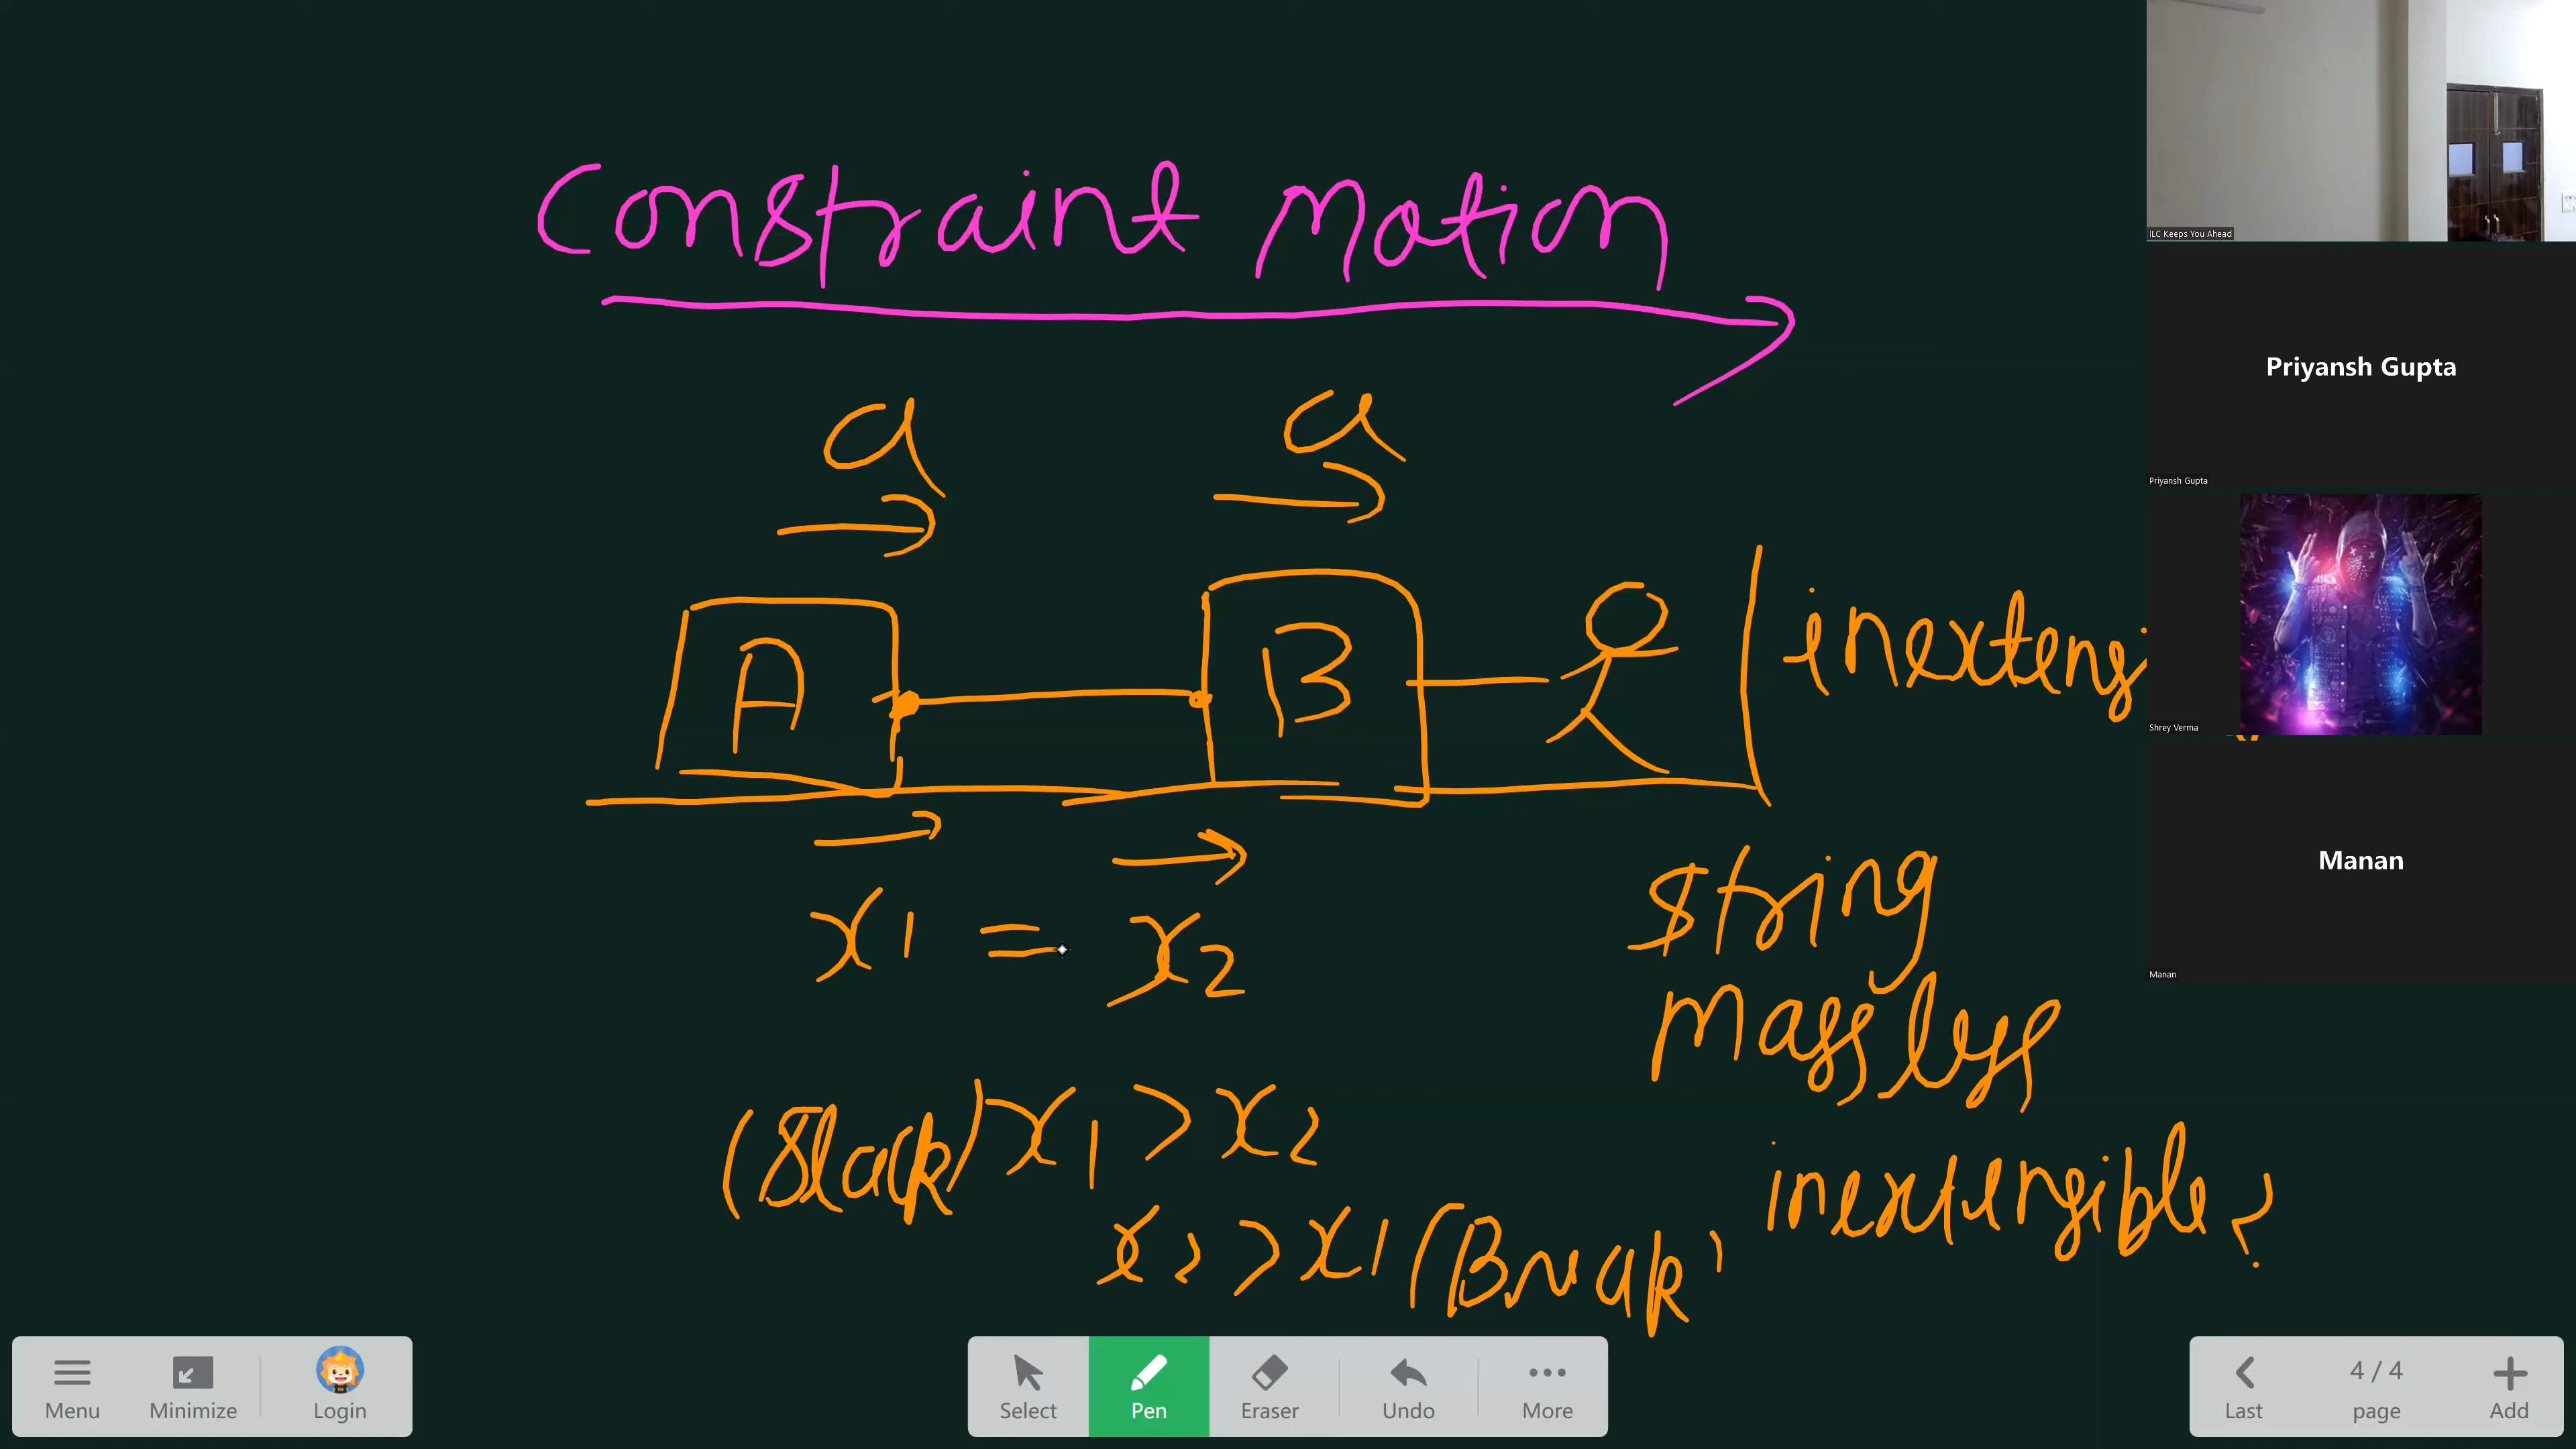 Constraint Motion
a a
A B
x1 = x2
string
massless
inextensible?
(Slack) x1 > x2
x2 > x1 (Break
ILC Keeps You Ahead
Priyansh Gupta
Priyansh Gupta
Shrey Verma
Manan
Manan
Menu Minimize Login
Select Pen Eraser Undo More
Last 4 / 4 page Add